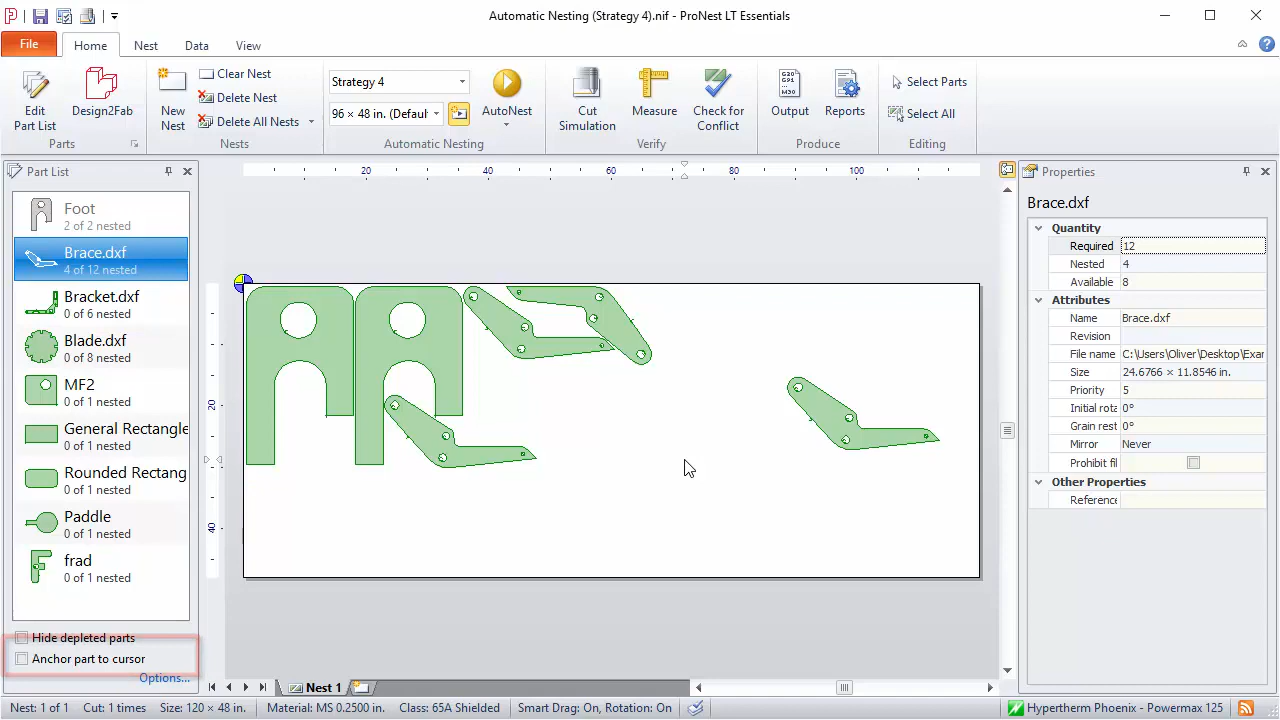 Automatic Nesting (Strategy 4).nif - ProNest LT Essentials
File
Home
Nest
Data
View
Edit Part List
Design2Fab
Parts
New Nest
Clear Nest
Delete Nest
Delete All Nests
Nests
Strategy 4
96 × 48 in. (Defaul
AutoNest
Automatic Nesting
Cut Simulation
Measure
Check for Conflict
Verify
Output
Reports
Produce
Select Parts
Select All
Editing
Part List
Foot
2 of 2 nested
Brace.dxf
4 of 12 nested
Bracket.dxf
0 of 6 nested
Blade.dxf
0 of 8 nested
MF2
0 of 1 nested
General Rectangle
0 of 1 nested
Rounded Rectang
0 of 1 nested
Paddle
0 of 1 nested
frad
0 of 1 nested
Hide depleted parts
Anchor part to cursor
Options...
20 40 60 80 100
20
40
Nest 1
Properties
Brace.dxf
Quantity
Required 12
Nested 4
Available 8
Attributes
Name Brace.dxf
Revision
File name C:\Users\Oliver\Desktop\Exar
Size 24.6766 × 11.8546 in.
Priority 5
Initial rota 0°
Grain rest 0°
Mirror Never
Prohibit fil
Other Properties
Reference
Nest: 1 of 1 Cut: 1 times Size: 120 × 48 in. Material: MS 0.2500 in. Class: 65A Shielded Smart Drag: On, Rotation: On Hypertherm Phoenix - Powermax 125